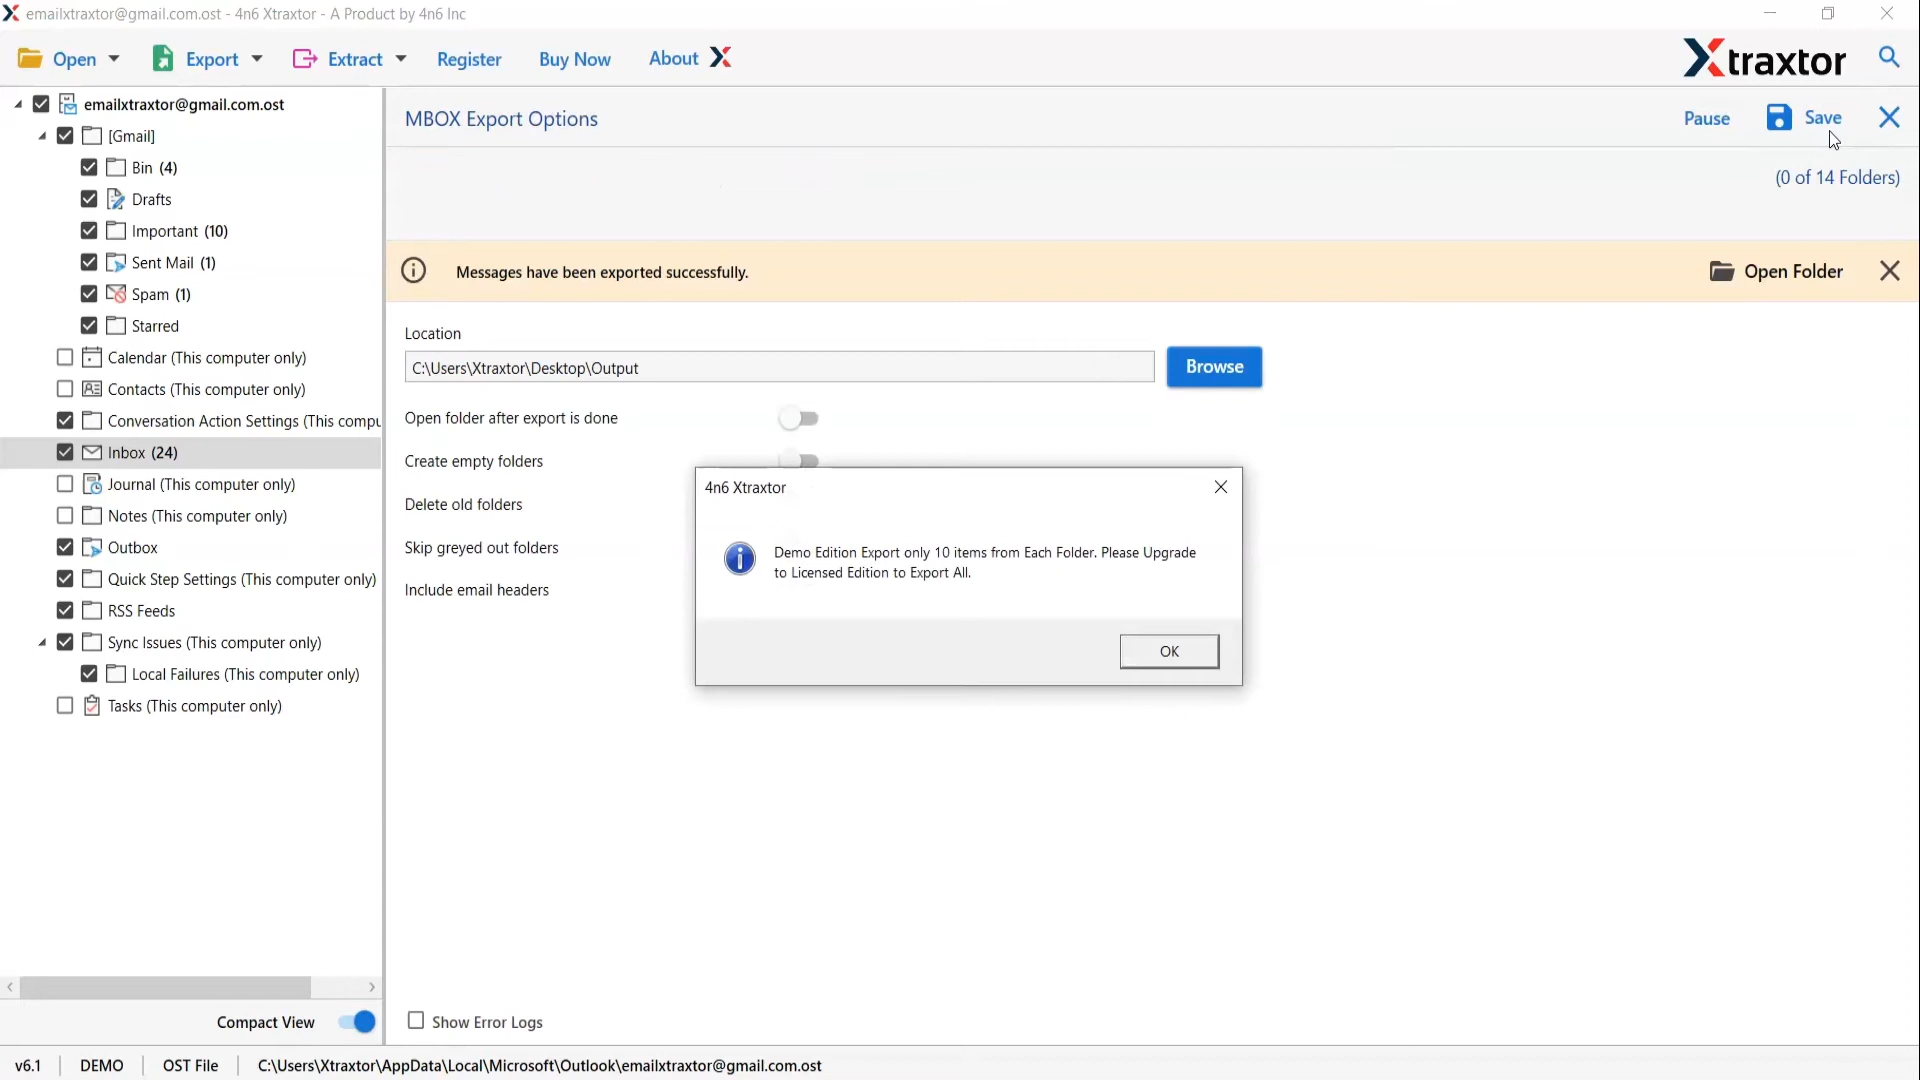 emailxtraxtor@gmail.com.ost - 4n6 Xtraxtor - A Product by 4n6 Inc
Open Export Extract Register Buy Now About Xtraxtor
emailxtraxtor@gmail.com.ost
[Gmail]
Bin (4)
Drafts
Important (10)
Sent Mail (1)
Spam (1)
Starred
Calendar (This computer only)
Contacts (This computer only)
Conversation Action Settings (This compu
Inbox (24)
Journal (This computer only)
Notes (This computer only)
Outbox
Quick Step Settings (This computer only)
RSS Feeds
Sync Issues (This computer only)
Local Failures (This computer only)
Tasks (This computer only)
Compact View
MBOX Export Options Pause Save
(0 of 14 Folders)
Messages have been exported successfully. Open Folder
Location
C:\Users\Xtraxtor\Desktop\Output Browse
Open folder after export is done
Create empty folders
Delete old folders
Skip greyed out folders
Include email headers
4n6 Xtraxtor
Demo Edition Export only 10 items from Each Folder. Please Upgrade
to Licensed Edition to Export All.
OK
Show Error Logs
v6.1 DEMO OST File C:\Users\Xtraxtor\AppData\Local\Microsoft\Outlook\emailxtraxtor@gmail.com.ost